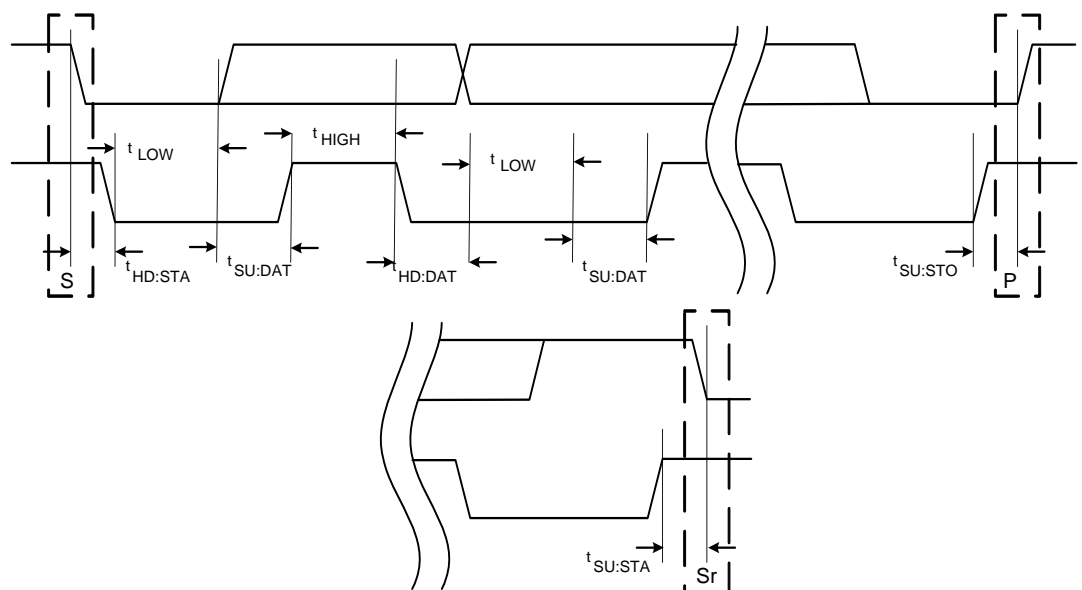 t HIGH
t LOW
t LOW
S
t HD:STA
t SU:DAT
t HD:DAT
t SU:DAT
t SU:STO
P
t SU:STA
Sr